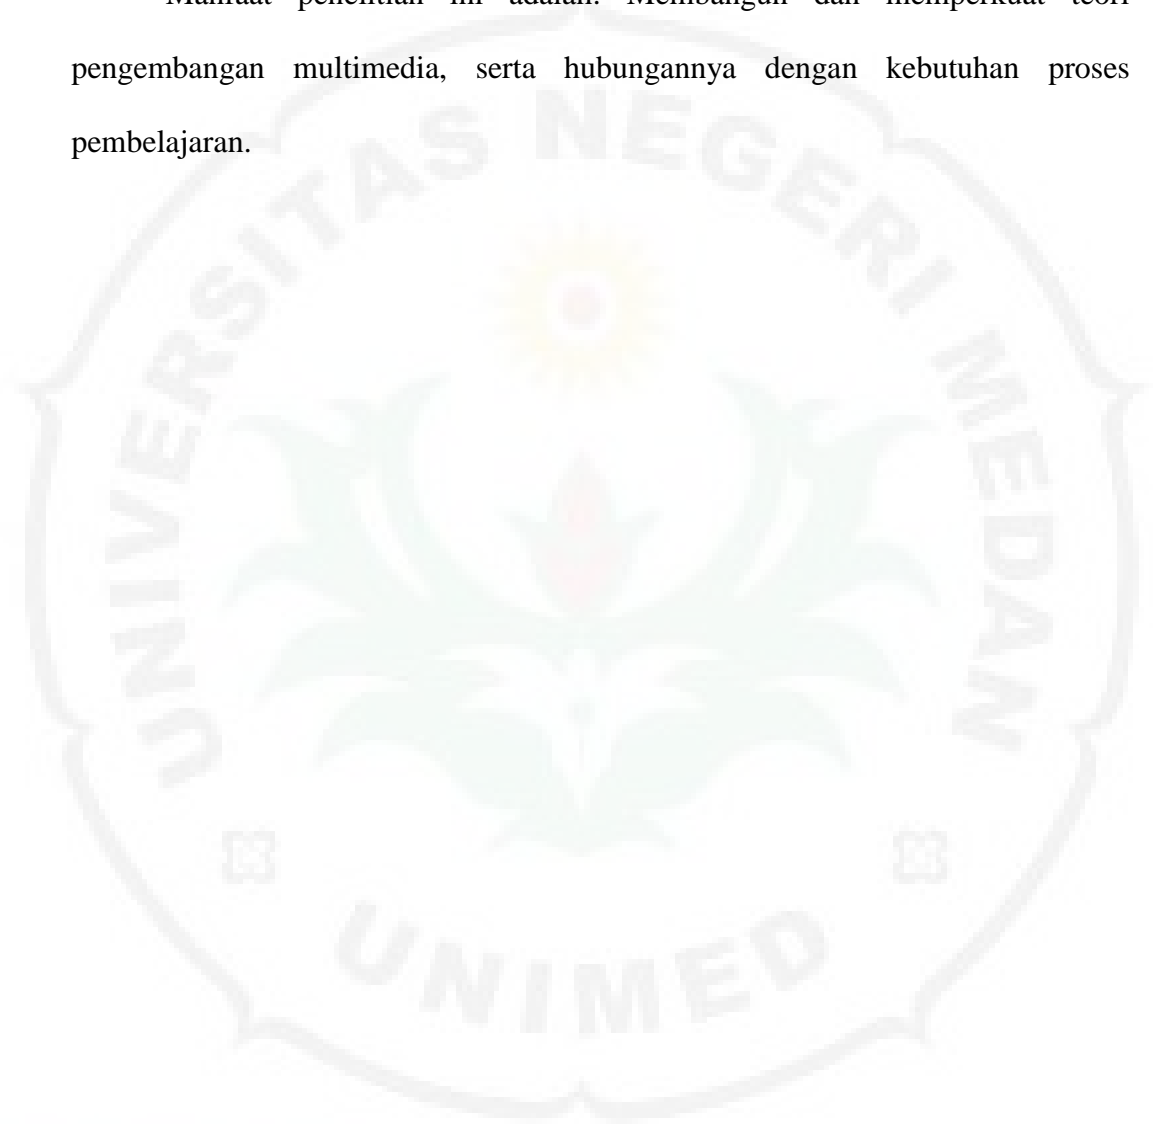 Manfaat penelitian ini adalah: Membangun dan memperkuat teori
pengembangan multimedia, serta hubungannya dengan kebutuhan proses
pembelajaran.
UNIVERSITAS NEGERI MEDAN
UNIMED